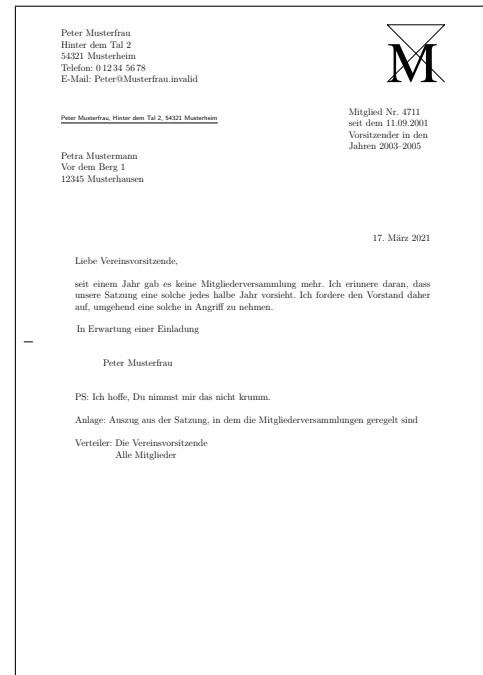 Peter Musterfrau
Hinter dem Tal 2
54321 Musterheim
Telefon: 0 12 34 56 78
E-Mail: Peter@Musterfrau.invalid
M
Peter Musterfrau, Hinter dem Tal 2, 54321 Musterheim
Mitglied Nr. 4711
seit dem 11.09.2001
Vorsitzender in den
Jahren 2003–2005
Petra Mustermann
Vor dem Berg 1
12345 Musterhausen
17. März 2021
Liebe Vereinsvorsitzende,
seit einem Jahr gab es keine Mitgliederversammlung mehr. Ich erinnere daran, dass
unsere Satzung eine solche jedes halbe Jahr vorsieht. Ich fordere den Vorstand daher
auf, umgehend eine solche in Angriff zu nehmen.
In Erwartung einer Einladung
Peter Musterfrau
PS: Ich hoffe, Du nimmst mir das nicht krumm.
Anlage: Auszug aus der Satzung, in dem die Mitgliederversammlungen geregelt sind
Verteiler: Die Vereinsvorsitzende
Alle Mitglieder